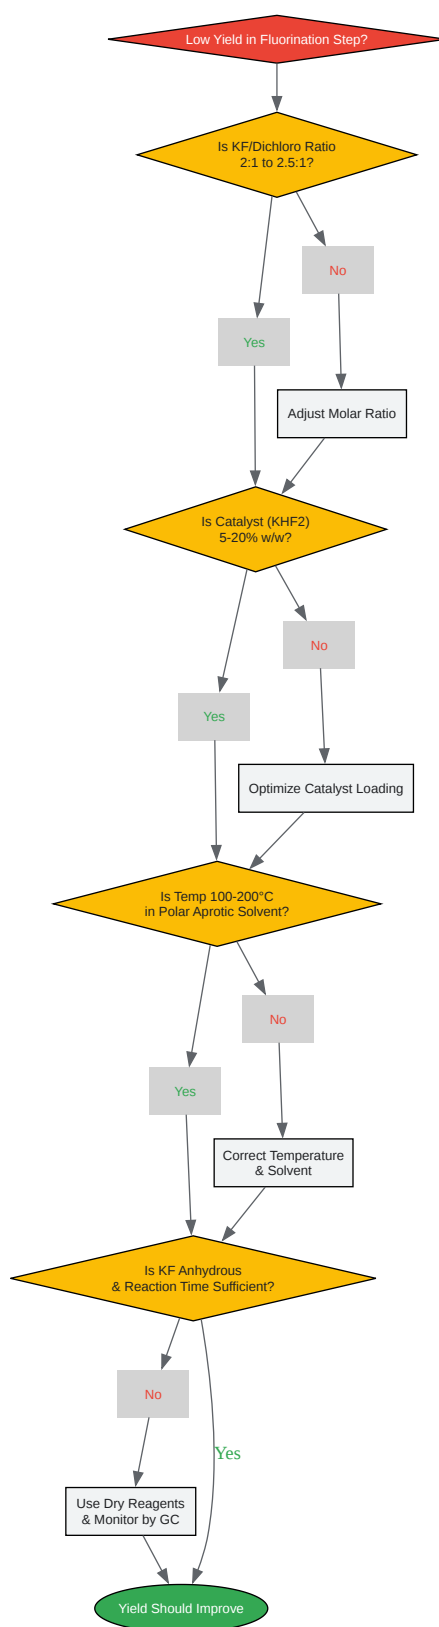 Low Yield in Fluorination Step?
Is KF/Dichloro Ratio
2:1 to 2.5:1?
No
Yes
Adjust Molar Ratio
Is Catalyst (KHF2)
5-20% w/w?
No
Yes
Optimize Catalyst Loading
Is Temp 100-200°C
in Polar Aprotic Solvent?
No
Yes
Correct Temperature
& Solvent
Is KF Anhydrous
& Reaction Time Sufficient?
No
Yes
Use Dry Reagents
& Monitor by GC
Yield Should Improve